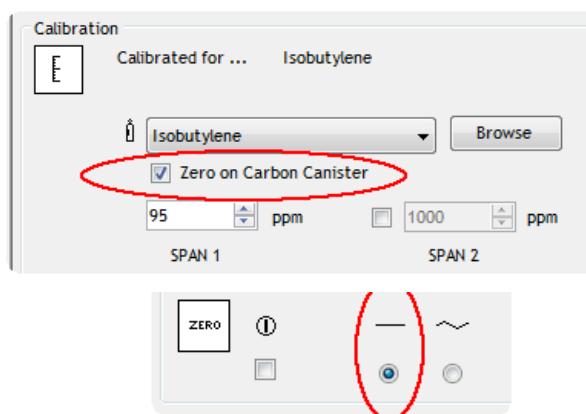 Calibration
Calibrated for ... Isobutylene
Isobutylene Browse
Zero on Carbon Canister
95 ppm 1000 ppm
SPAN 1 SPAN 2
ZERO